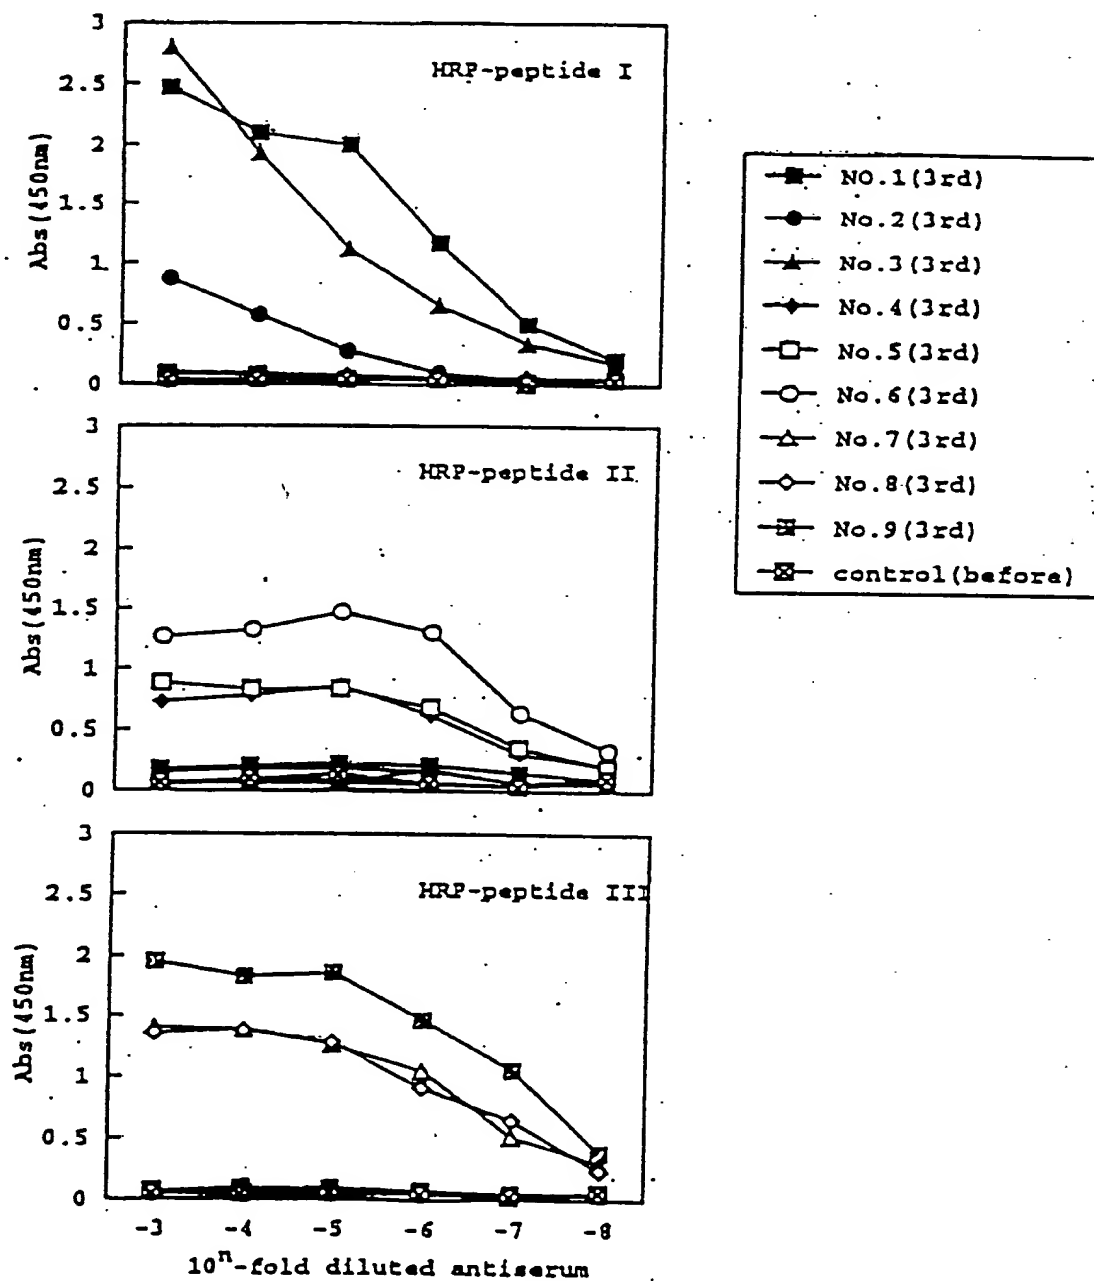 3
2.5
2
1.5
1
0.5
0
Abs(450nm)
HRP-peptide I
3
2.5
2
1.5
1
0.5
0
Abs(450nm)
HRP-peptide II
3
2.5
2
1.5
1
0.5
0
Abs(450nm)
HRP-peptide III
-3 -4 -5 -6 -7 -8
10ⁿ-fold diluted antiserum
NO.1(3rd)
No.2(3rd)
No.3(3rd)
No.4(3rd)
No.5(3rd)
No.6(3rd)
No.7(3rd)
No.8(3rd)
No.9(3rd)
control(before)